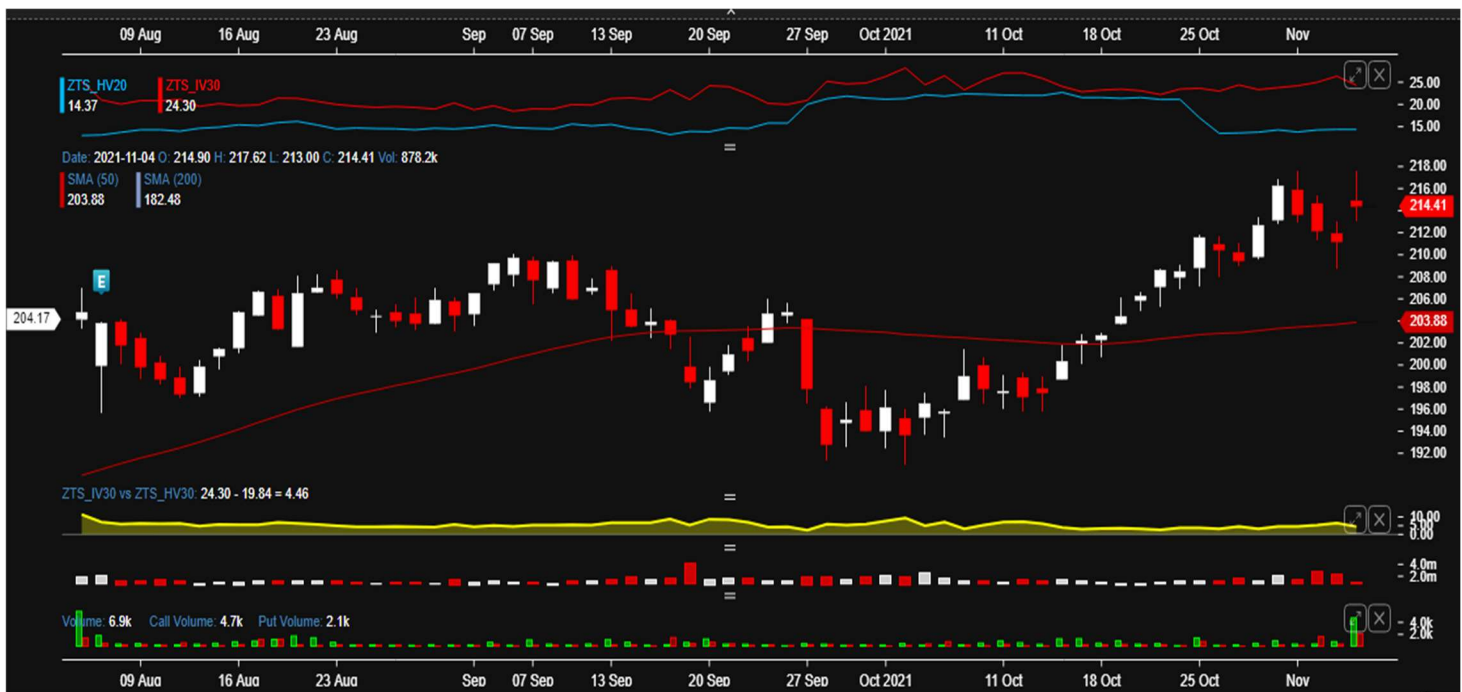 09 Aug 16 Aug 23 Aug Sep 07 Sep 13 Sep 20 Sep 27 Sep Oct 2021 11 Oct 18 Oct 25 Oct Nov
ZTS_HV20 ZTS_IV30
14.37 24.30
25.00
20.00
15.00
Date: 2021-11-04 O: 214.90 H: 217.62 L: 213.00 C: 214.41 Vol: 878.2k
SMA (50) SMA (200)
203.88 182.48
218.00
216.00
214.41
212.00
210.00
208.00
E
206.00
204.17
203.88
202.00
200.00
198.00
196.00
194.00
192.00
ZTS_IV30 vs ZTS_HV30: 24.30 - 19.84 = 4.46
10.00
5.00
0.00
4.0m
2.0m
Volume: 6.9k Call Volume: 4.7k Put Volume: 2.1k
4.0k
2.0k
09 Aug 16 Aug 23 Aug Sep 07 Sep 13 Sep 20 Sep 27 Sep Oct 2021 11 Oct 18 Oct 25 Oct Nov